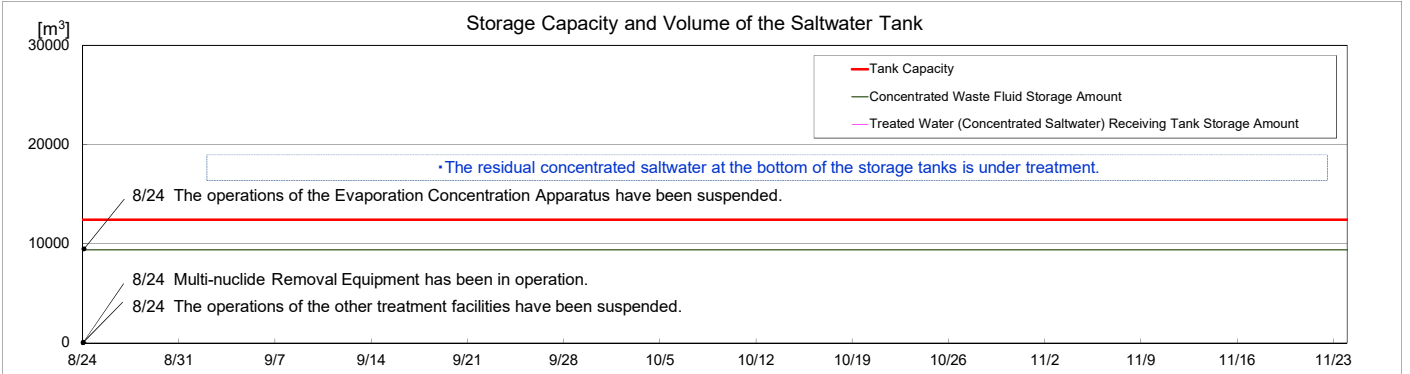 Storage Capacity and Volume of the Saltwater Tank
[m³]
30000
Tank Capacity
Concentrated Waste Fluid Storage Amount
Treated Water (Concentrated Saltwater) Receiving Tank Storage Amount
20000
・The residual concentrated saltwater at the bottom of the storage tanks is under treatment.
8/24 The operations of the Evaporation Concentration Apparatus have been suspended.
10000
8/24 Multi-nuclide Removal Equipment has been in operation.
8/24 The operations of the other treatment facilities have been suspended.
0
8/24 8/31 9/7 9/14 9/21 9/28 10/5 10/12 10/19 10/26 11/2 11/9 11/16 11/23